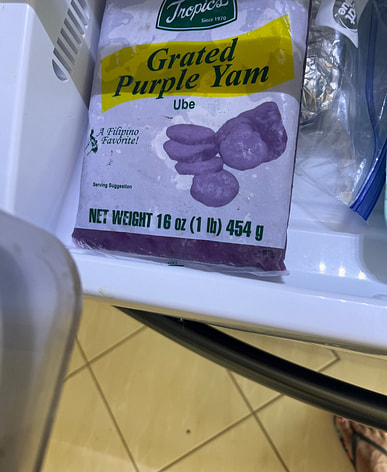 Tropics
Since 1970
Grated
Purple Yam
Ube
A Filipino
Favorite!
Serving Suggestion
NET WEIGHT 16 oz (1 lb) 454 g